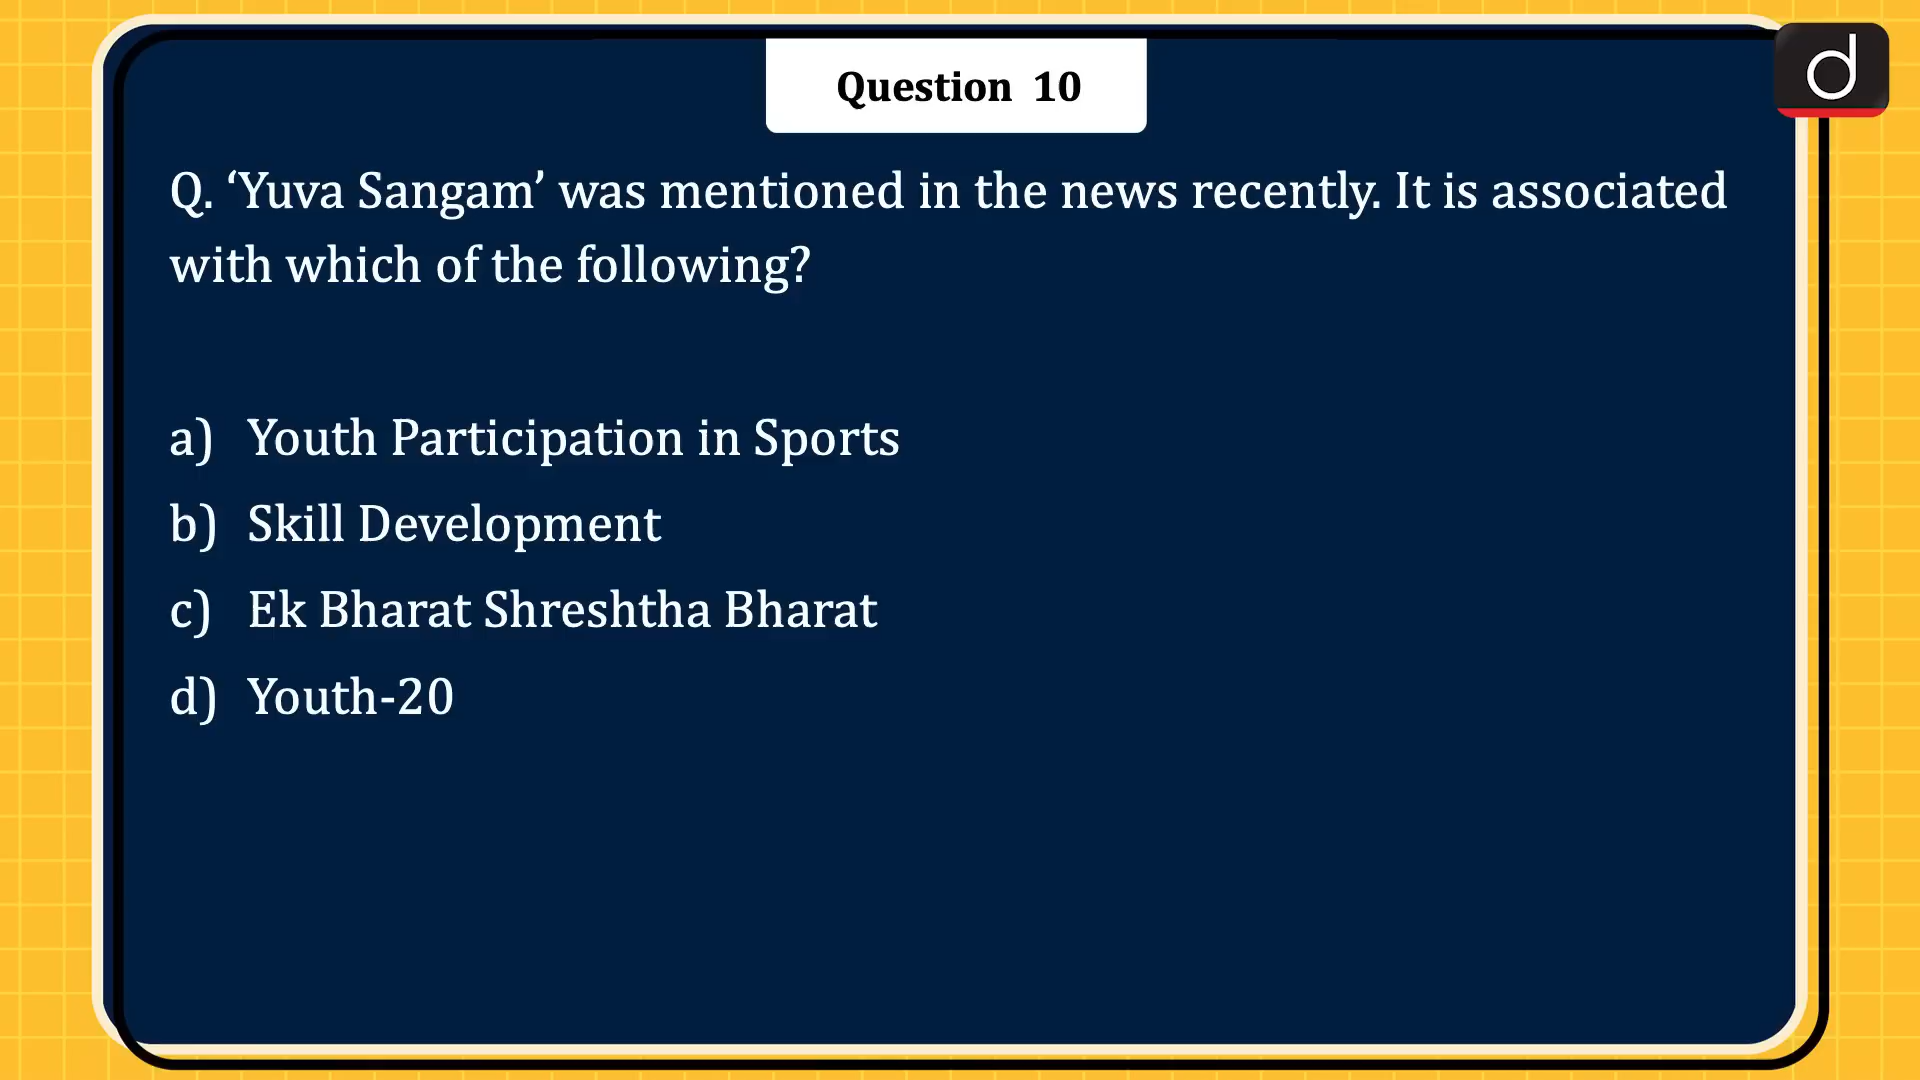 Question 10
Q. ‘Yuva Sangam’ was mentioned in the news recently. It is associated
with which of the following?
a) Youth Participation in Sports
b) Skill Development
c) Ek Bharat Shreshtha Bharat
d) Youth-20
d